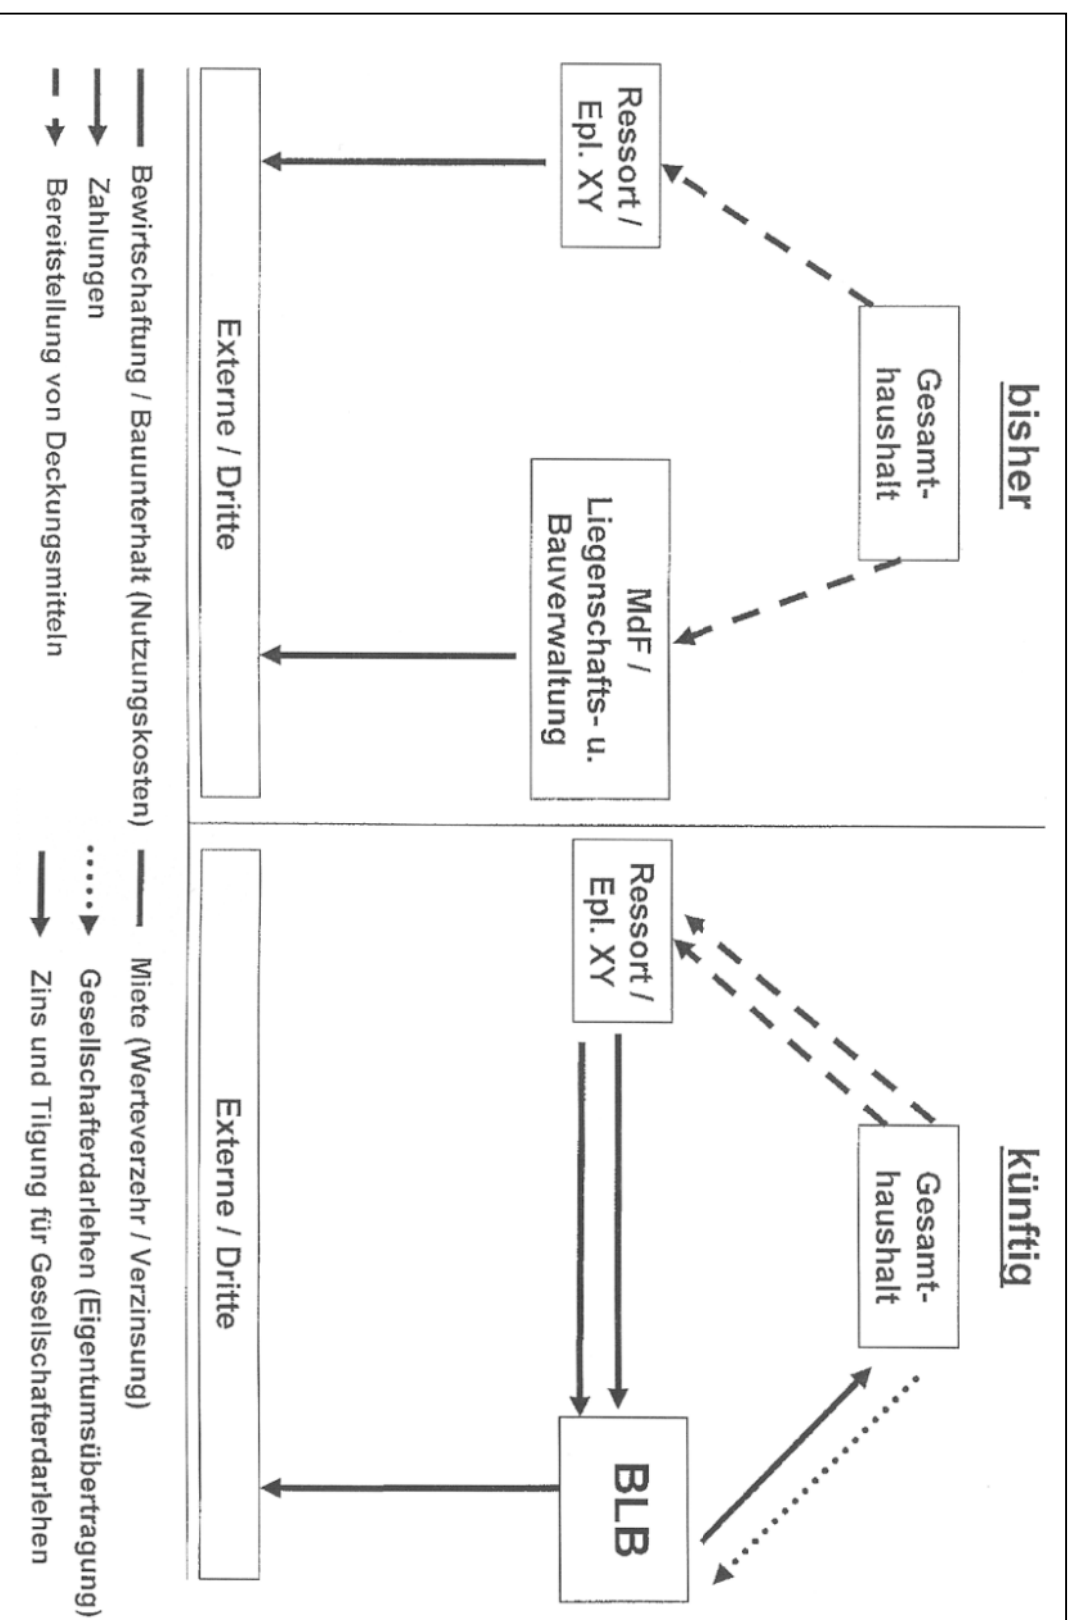 bisher
Gesamt-
haushalt
Ressort /
Epl. XY
MdF /
Liegenschafts- u.
Bauverwaltung
Externe / Dritte
künftig
Gesamt-
haushalt
Ressort /
Epl. XY
BLB
Externe / Dritte
Bewirtschaftung / Bauunterhalt (Nutzungskosten)
Zahlungen
Bereitstellung von Deckungsmitteln
Miete (Werteverzehr / Verzinsung)
Gesellschafterdarlehen (Eigentumsübertragung)
Zins und Tilgung für Gesellschafterdarlehen